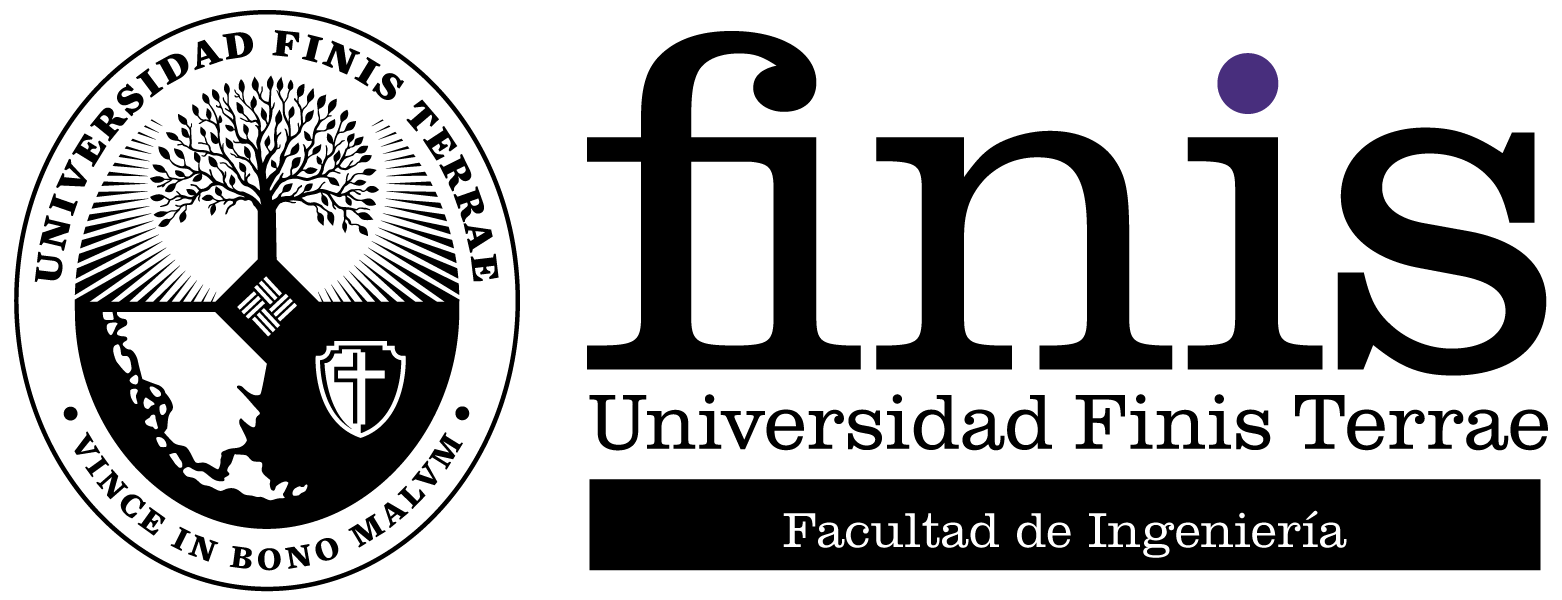 UNIVERSIDAD FINIS TERRAE
VINCE IN BONO MALVM
finis
Universidad Finis Terrae
Facultad de Ingeniería